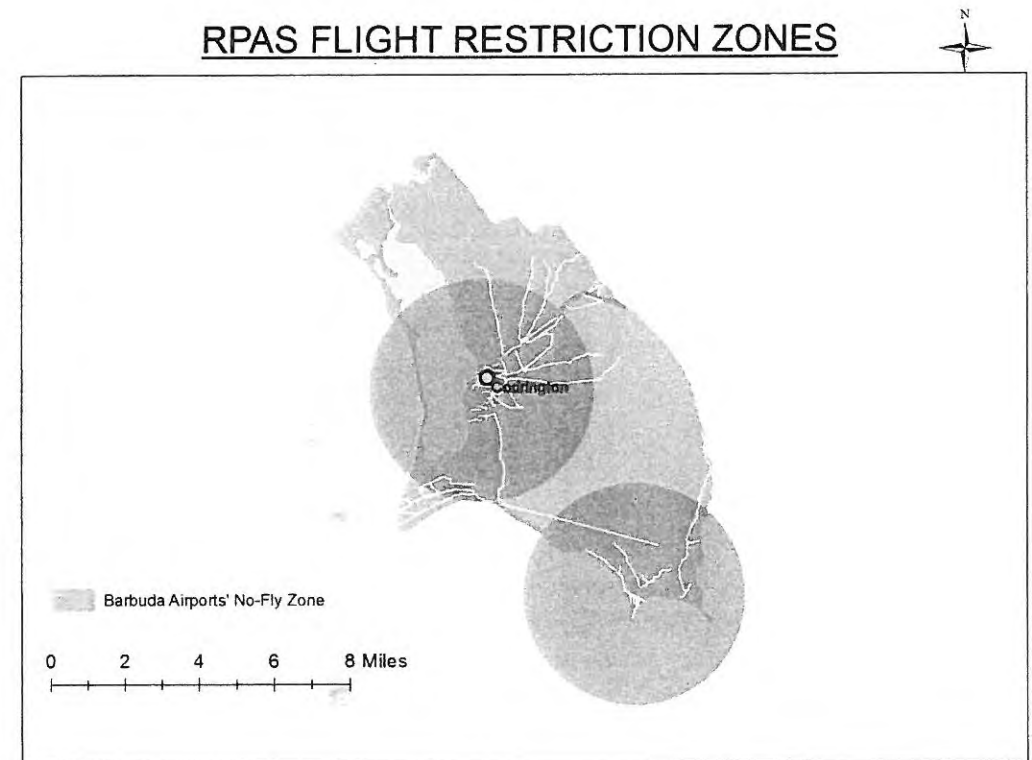 RPAS FLIGHT RESTRICTION ZONES
N
Codrington
Barbuda Airports' No-Fly Zone
0 2 4 6 8 Miles